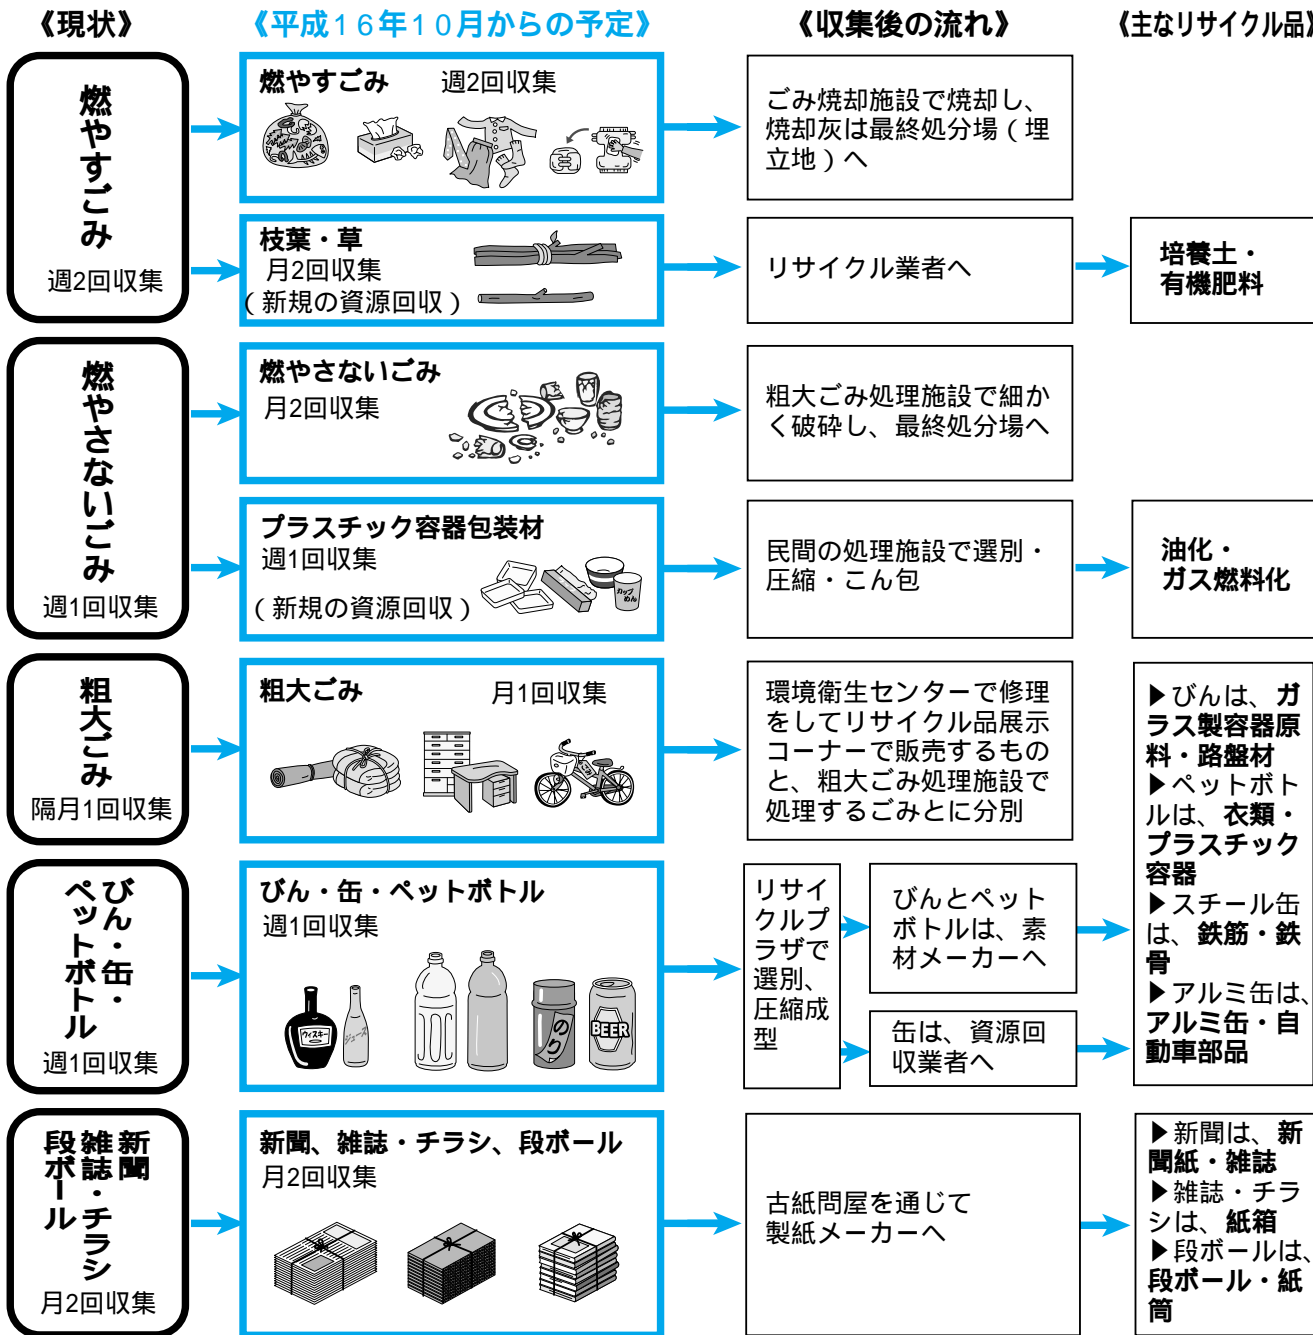 《現状》
《平成16年10月からの予定》
《収集後の流れ》
《主なリサイクル品》
燃やすごみ
週2回収集
燃やすごみ 週2回収集
ごみ焼却施設で焼却し、
焼却灰は最終処分場(埋
立地)へ
枝葉・草
月2回収集
(新規の資源回収)
リサイクル業者へ
培養土・
有機肥料
燃やさないごみ
週1回収集
燃やさないごみ
月2回収集
粗大ごみ処理施設で細か
く破砕し、最終処分場へ
プラスチック容器包装材
週1回収集
(新規の資源回収)
カップ
めん
民間の処理施設で選別・
圧縮・こん包
油化・
ガス燃料化
粗大ごみ
隔月1回収集
粗大ごみ 月1回収集
環境衛生センターで修理
をしてリサイクル品展示
コーナーで販売するもの
と、粗大ごみ処理施設で
処理するごみとに分別
びん・缶・
ペットボトル
週1回収集
びん・缶・ペットボトル
週1回収集
ウィスキー
ジュース
のり
BEER
リサイ
クルプ
ラザで
選別、
圧縮成
型
びんとペット
ボトルは、素
材メーカーへ
缶は、資源回
収業者へ
▶びんは、ガ
ラス製容器原
料・路盤材
▶ペットボト
ルは、衣類・
プラスチック
容器
▶スチール缶
は、鉄筋・鉄
骨
▶アルミ缶は、
アルミ缶・自
動車部品
新聞
雑誌・チラシ
段ボール
月2回収集
新聞、雑誌・チラシ、段ボール
月2回収集
古紙問屋を通じて
製紙メーカーへ
▶新聞は、新
聞紙・雑誌
▶雑誌・チラ
シは、紙箱
▶段ボールは、
段ボール・紙
筒